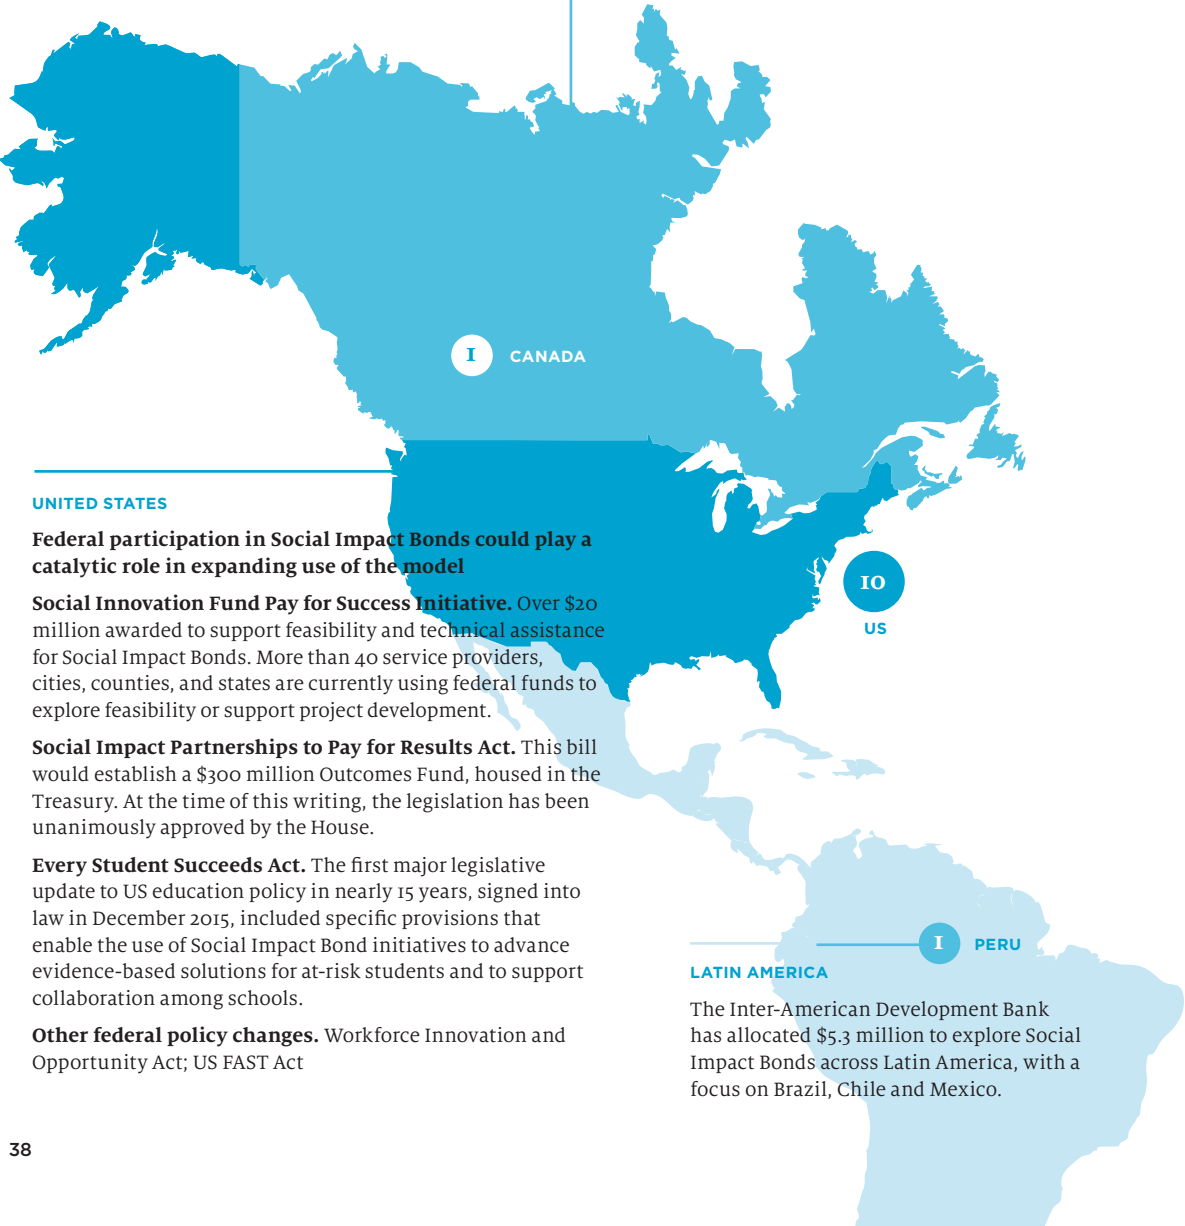 I CANADA
UNITED STATES
Federal participation in Social Impact Bonds could play a
catalytic role in expanding use of the model
Social Innovation Fund Pay for Success Initiative. Over $20
million awarded to support feasibility and technical assistance
for Social Impact Bonds. More than 40 service providers,
cities, counties, and states are currently using federal funds to
explore feasibility or support project development.
Social Impact Partnerships to Pay for Results Act. This bill
would establish a $300 million Outcomes Fund, housed in the
Treasury. At the time of this writing, the legislation has been
unanimously approved by the House.
Every Student Succeeds Act. The first major legislative
update to US education policy in nearly 15 years, signed into
law in December 2015, included specific provisions that
enable the use of Social Impact Bond initiatives to advance
evidence-based solutions for at-risk students and to support
collaboration among schools.
Other federal policy changes. Workforce Innovation and
Opportunity Act; US FAST Act
10
US
1 PERU
LATIN AMERICA
The Inter-American Development Bank
has allocated $5.3 million to explore Social
Impact Bonds across Latin America, with a
focus on Brazil, Chile and Mexico.
38